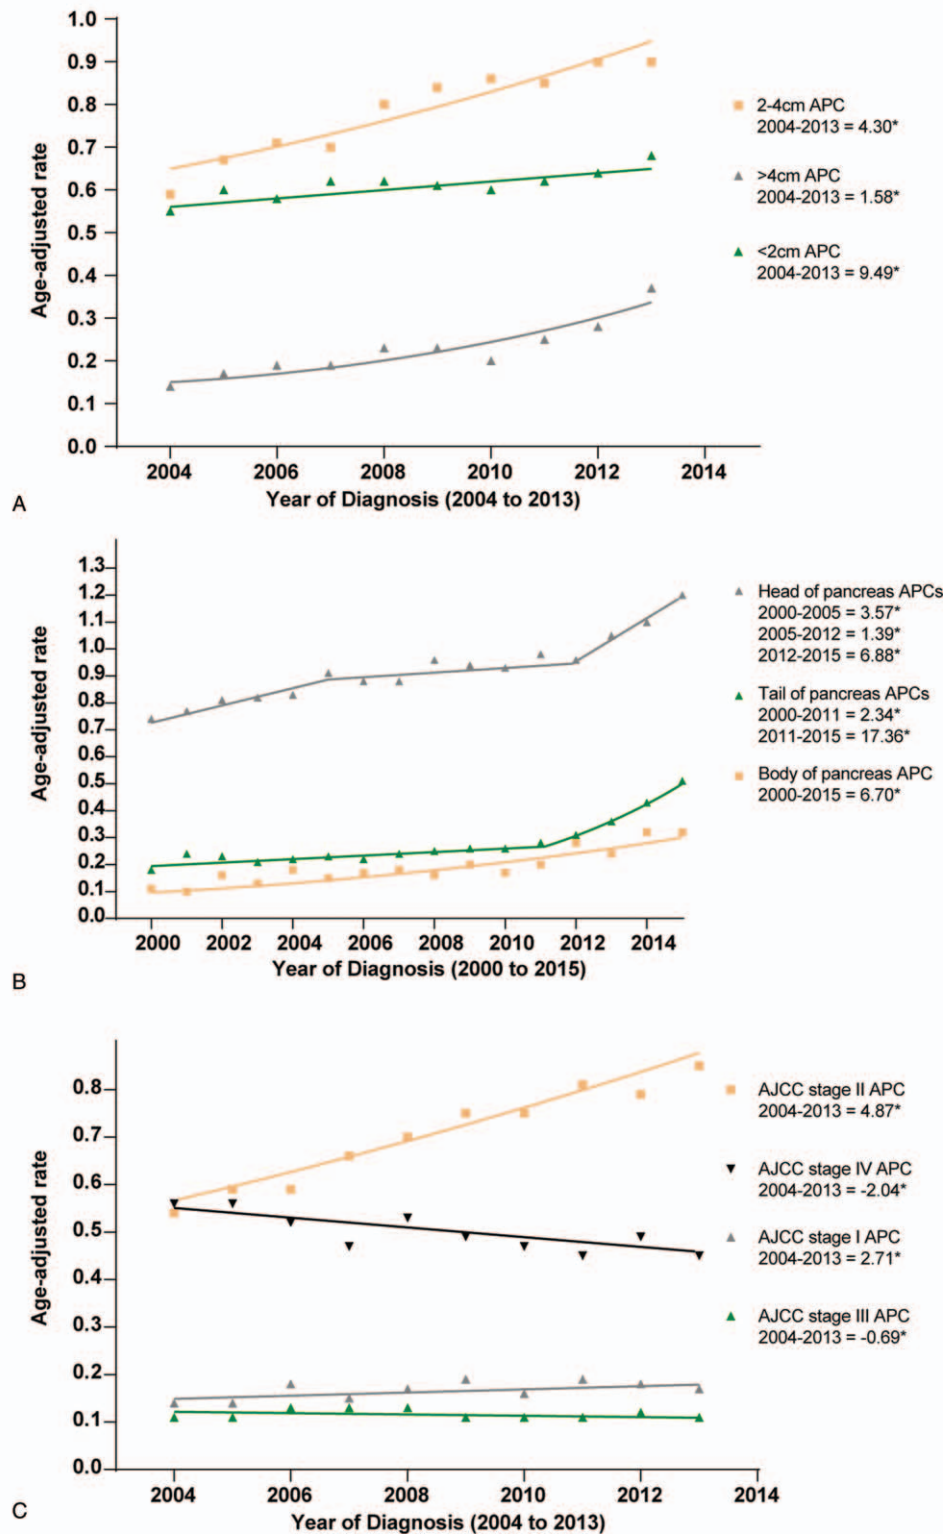 1.0
0.9
0.8
0.7
0.6
0.5
0.4
0.3
0.2
0.1
0.0
Age-adjusted rate
2004 2006 2008 2010 2012 2014
Year of Diagnosis (2004 to 2013)
2-4cm APC
2004-2013 = 4.30*
>4cm APC
2004-2013 = 1.58*
<2cm APC
2004-2013 = 9.49*
A
1.3
1.2
1.1
1.0
0.9
0.8
0.7
0.6
0.5
0.4
0.3
0.2
0.1
0.0
Age-adjusted rate
2000 2002 2004 2006 2008 2010 2012 2014
Year of Diagnosis (2000 to 2015)
Head of pancreas APCs
2000-2005 = 3.57*
2005-2012 = 1.39*
2012-2015 = 6.88*
Tail of pancreas APCs
2000-2011 = 2.34*
2011-2015 = 17.36*
Body of pancreas APC
2000-2015 = 6.70*
B
0.8
0.7
0.6
0.5
0.4
0.3
0.2
0.1
0.0
Age-adjusted rate
2004 2006 2008 2010 2012 2014
Year of Diagnosis (2004 to 2013)
AJCC stage II APC
2004-2013 = 4.87*
AJCC stage IV APC
2004-2013 = -2.04*
AJCC stage I APC
2004-2013 = 2.71*
AJCC stage III APC
2004-2013 = -0.69*
C